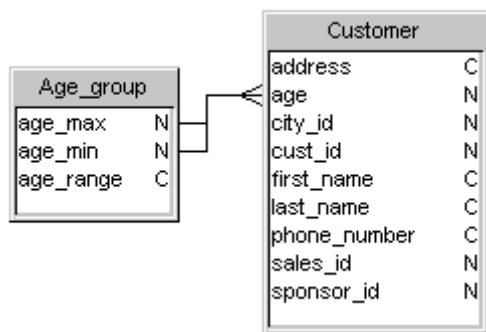 Age_group
age_max N
age_min N
age_range C
Customer
address C
age N
city_id N
cust_id N
first_name C
last_name C
phone_number C
sales_id N
sponsor_id N